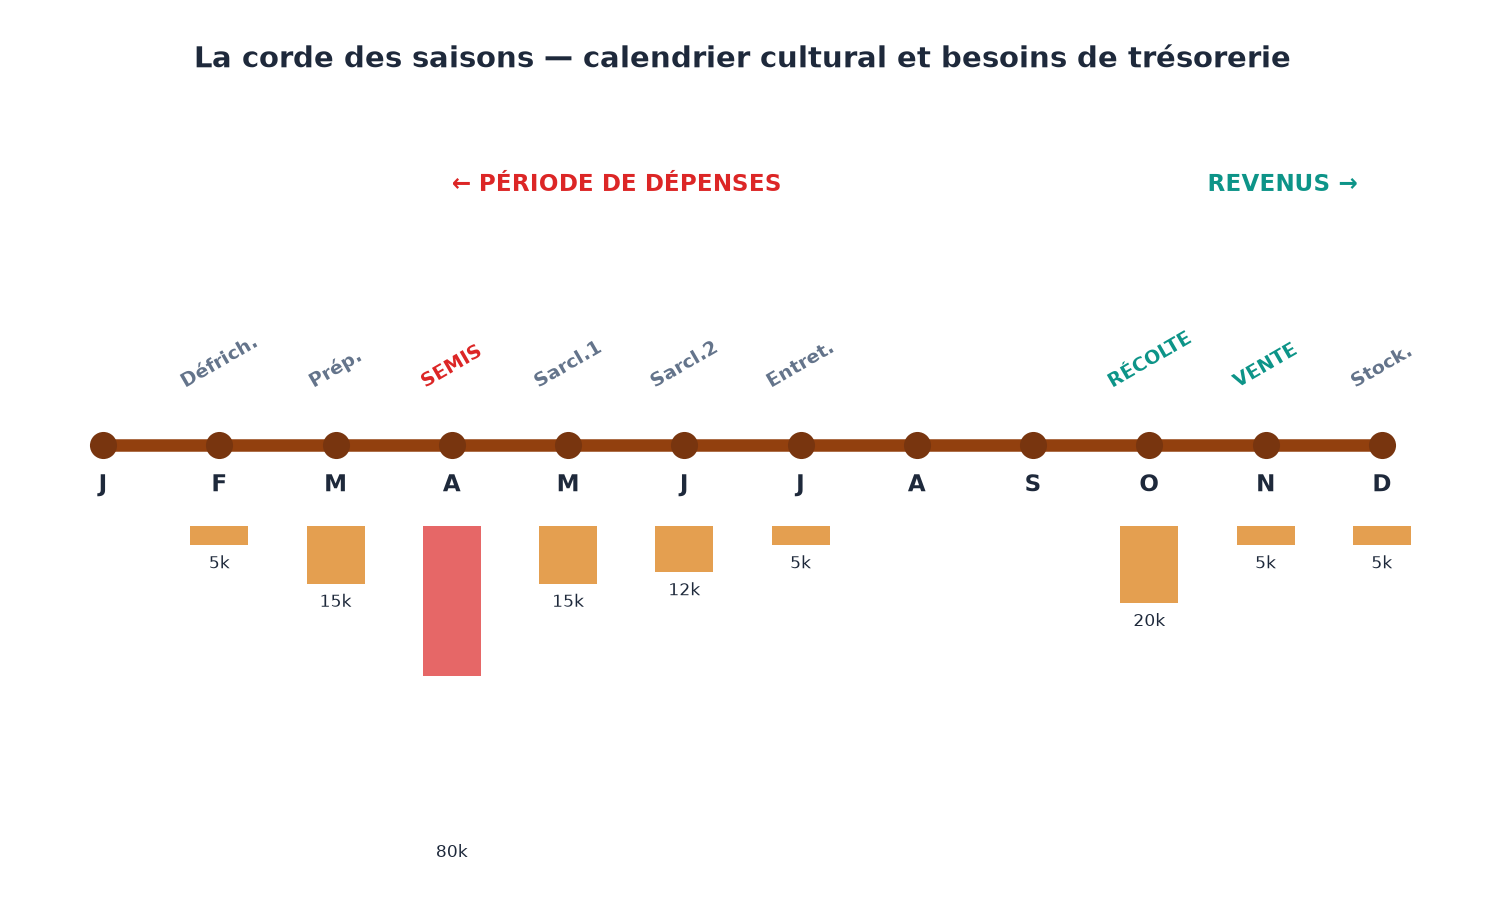 La corde des saisons — calendrier cultural et besoins de trésorerie
← PÉRIODE DE DÉPENSES
REVENUS →
Défrich.
Prép.
SEMIS
Sarcl.1
Sarcl.2
Entret.
RÉCOLTE
VENTE
Stock.
J F M A M J J A S O N D
5k
15k
80k
15k
12k
5k
20k
5k
5k